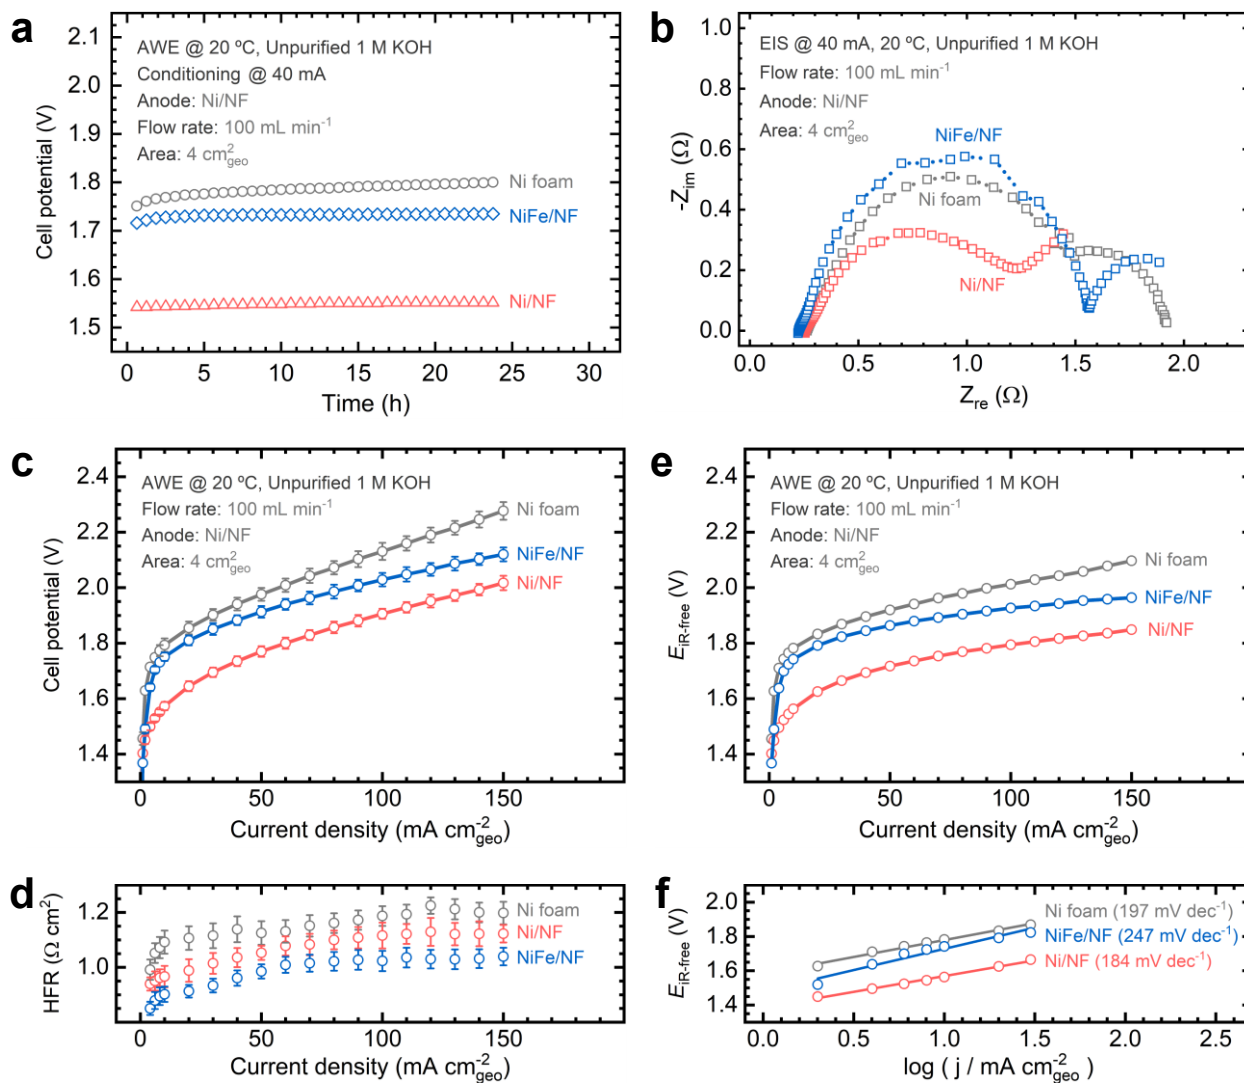 a
AWE @ 20 ºC, Unpurified 1 M KOH
Conditioning @ 40 mA
Anode: Ni/NF
Flow rate: 100 mL min⁻¹
Area: 4 cm²geo
Ni foam
NiFe/NF
Ni/NF
Cell potential (V)
2.1
2.0
1.9
1.8
1.7
1.6
1.5
0 5 10 15 20 25 30
Time (h)
b
EIS @ 40 mA, 20 ºC, Unpurified 1 M KOH
Flow rate: 100 mL min⁻¹
Anode: Ni/NF
Area: 4 cm²geo
NiFe/NF
Ni foam
Ni/NF
-Zim (Ω)
1.0
0.8
0.6
0.4
0.2
0.0
0.0 0.5 1.0 1.5 2.0
Zre (Ω)
c
AWE @ 20 ºC, Unpurified 1 M KOH
Flow rate: 100 mL min⁻¹
Anode: Ni/NF
Area: 4 cm²geo
Ni foam
NiFe/NF
Ni/NF
Cell potential (V)
2.4
2.2
2.0
1.8
1.6
1.4
0 50 100 150
Current density (mA cm⁻²geo)
e
AWE @ 20 ºC, Unpurified 1 M KOH
Flow rate: 100 mL min⁻¹
Anode: Ni/NF
Area: 4 cm²geo
Ni foam
NiFe/NF
Ni/NF
EiR-free (V)
2.4
2.2
2.0
1.8
1.6
1.4
0 50 100 150
Current density (mA cm⁻²geo)
d
HFR (Ω cm²)
1.2
1.0
Ni foam
Ni/NF
NiFe/NF
0 50 100 150
Current density (mA cm⁻²geo)
f
EiR-free (V)
2.0
1.8
1.6
1.4
Ni foam (197 mV dec⁻¹)
NiFe/NF (247 mV dec⁻¹)
Ni/NF (184 mV dec⁻¹)
0.0 0.5 1.0 1.5 2.0 2.5
log ( j / mA cm⁻²geo )